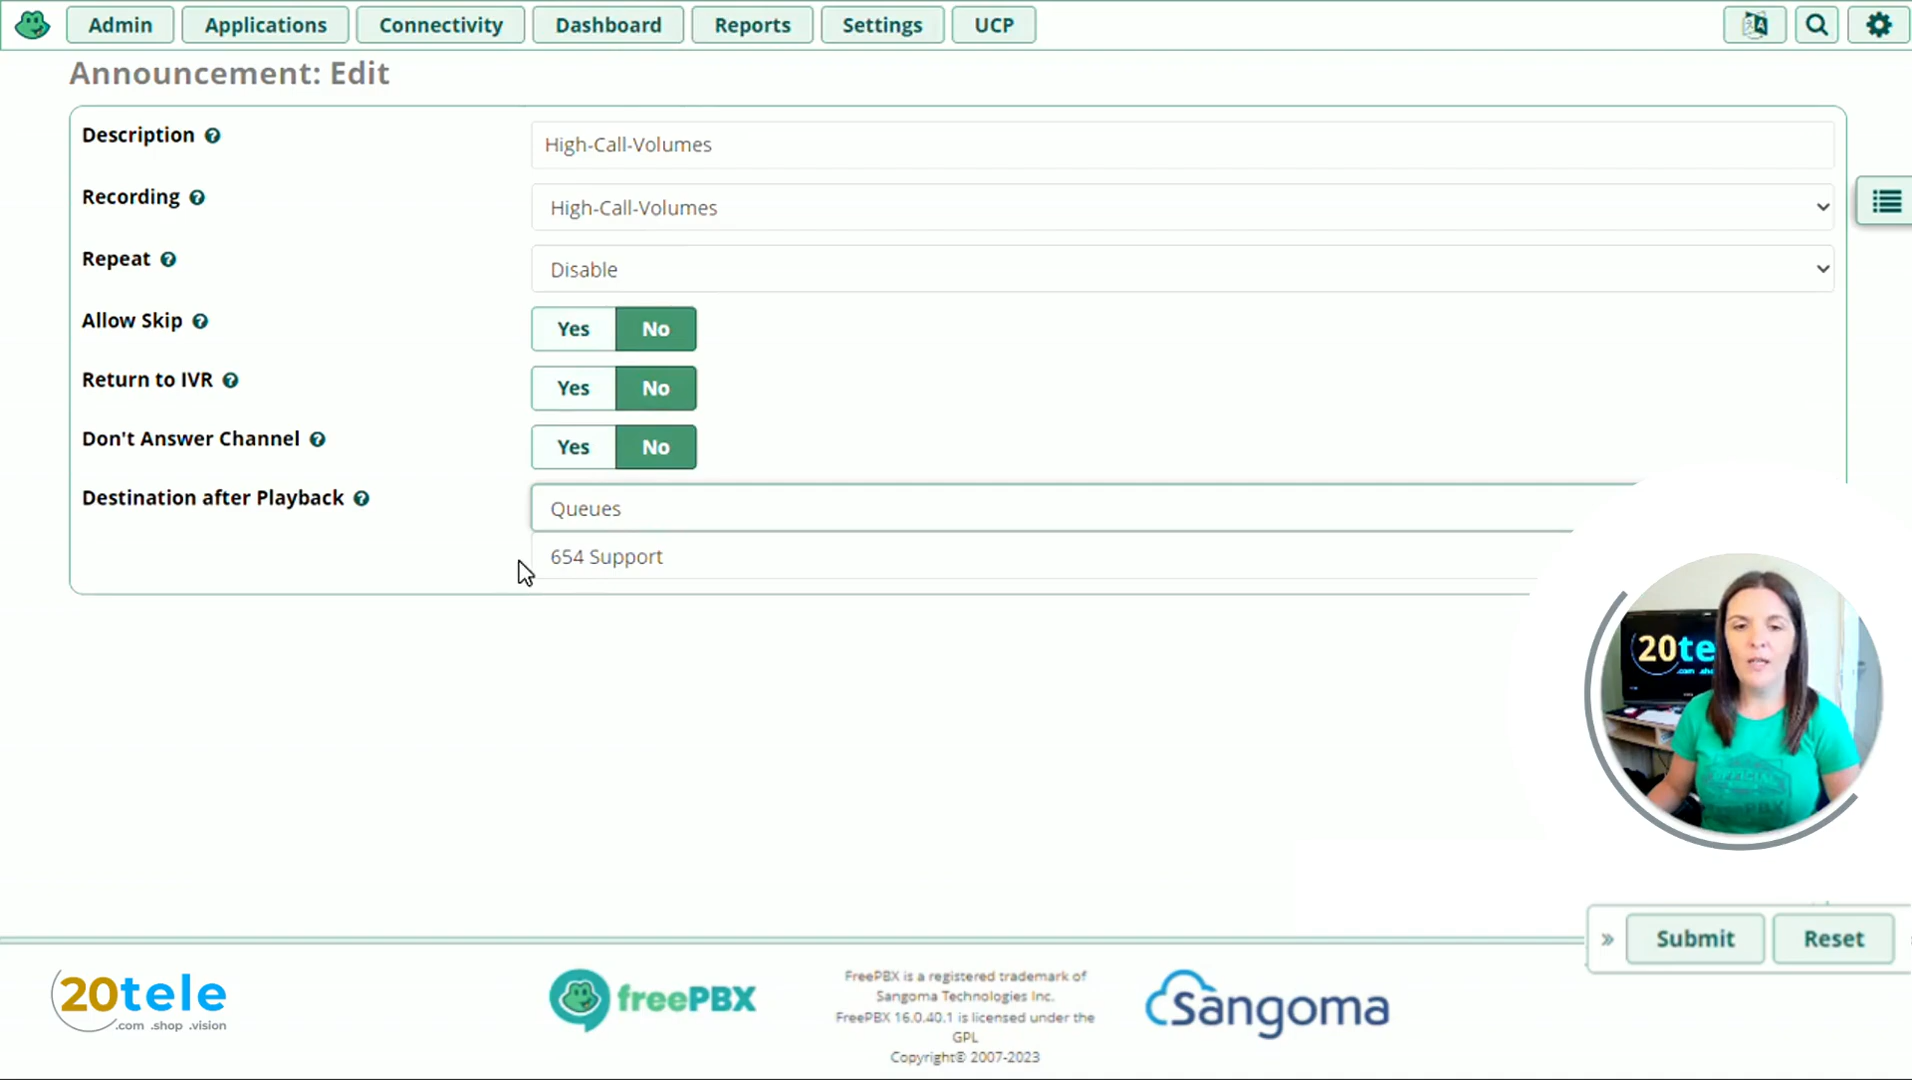 Admin
Applications
Connectivity
Dashboard
Reports
Settings
UCP
Announcement: Edit
Description
High-Call-Volumes
Recording
High-Call-Volumes
Repeat
Disable
Allow Skip
Yes
No
Return to IVR
Yes
No
Don't Answer Channel
Yes
No
Destination after Playback
Queues
654 Support
20te
.com
OFFICIAL
freePBX
»
Submit
Reset
20tele
.com .shop .vision
freePBX
FreePBX is a registered trademark of
Sangoma Technologies Inc.
FreePBX 16.0.40.1 is licensed under the
GPL
Copyright© 2007-2023
Sangoma